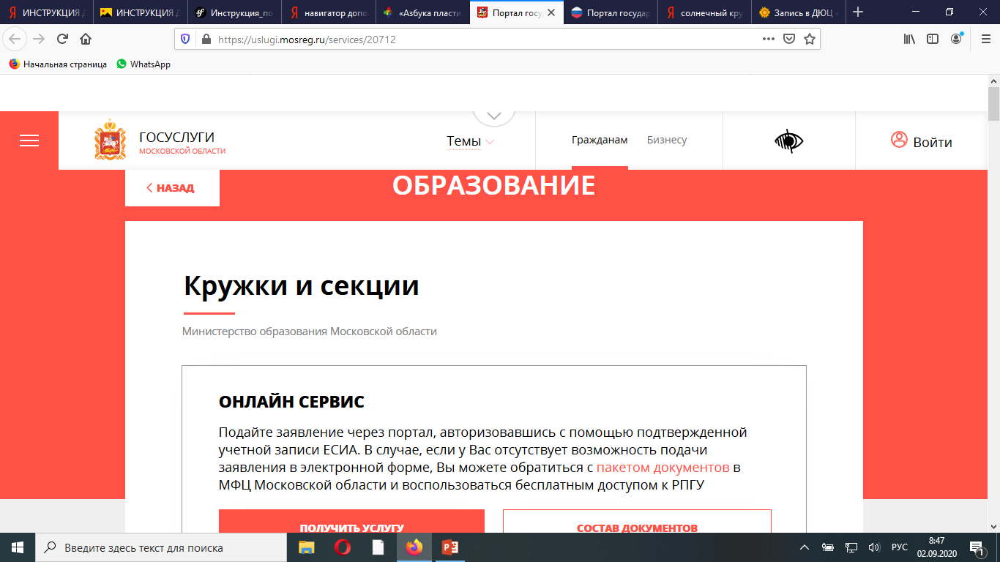 ИНСТРУКЦИЯ Д
ИНСТРУКЦИЯ Д
Инструкция_по
навигатор допо
«Азбука пласти
Портал госу
Портал государ
солнечный кру
Запись в ДЮЦ «
https://uslugi.mosreg.ru/services/20712
Начальная страница
WhatsApp
ГОСУСЛУГИ
МОСКОВСКОЙ ОБЛАСТИ
Темы
Гражданам
Бизнесу
Войти
НАЗАД
ОБРАЗОВАНИЕ
Кружки и секции
Министерство образования Московской области
ОНЛАЙН СЕРВИС
Подайте заявление через портал, авторизовавшись с помощью подтвержденной
учетной записи ЕСИА. В случае, если у Вас отсутствует возможность подачи
заявления в электронной форме, Вы можете обратиться с пакетом документов в
МФЦ Московской области и воспользоваться бесплатным доступом к РПГУ
ПОЛУЧИТЬ УСЛУГУ
СОСТАВ ДОКУМЕНТОВ
Введите здесь текст для поиска
РУС
8:47
02.09.2020
1